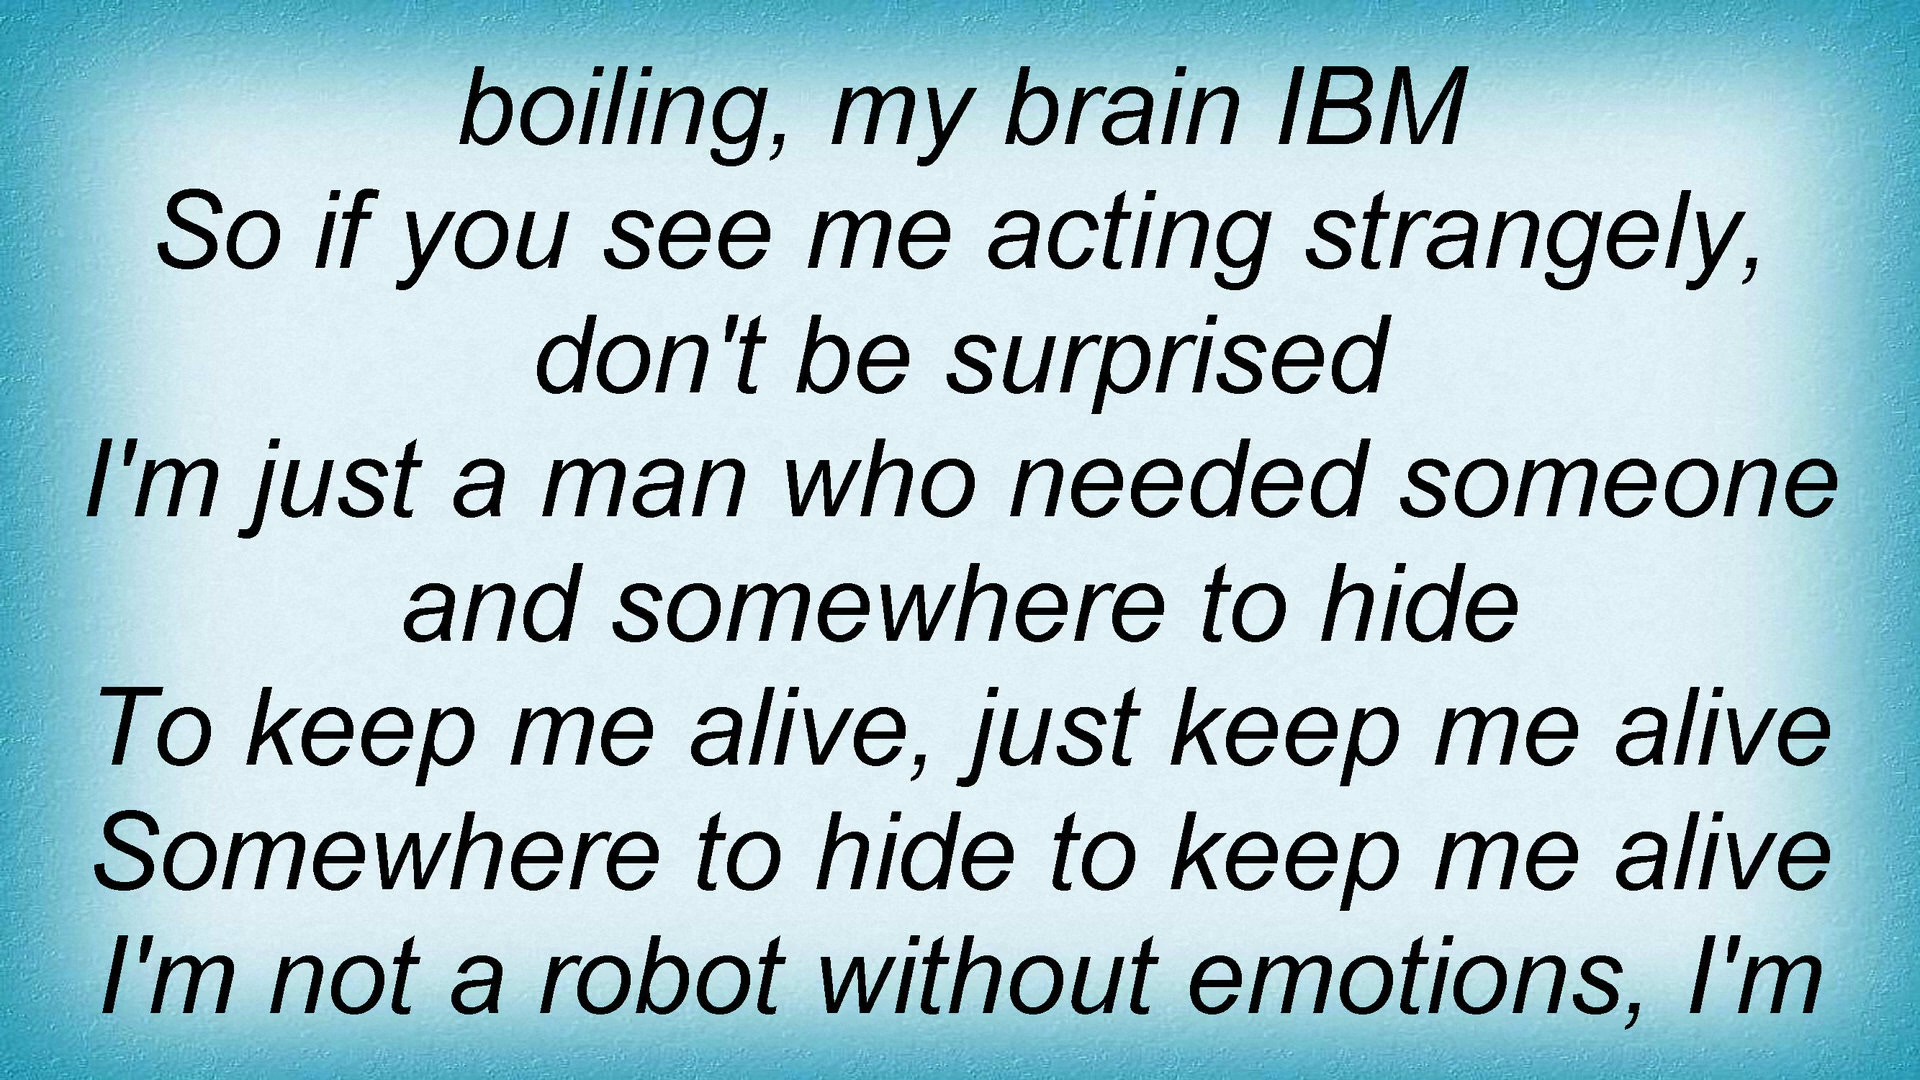 boiling, my brain IBM
So if you see me acting strangely,
don't be surprised
I'm just a man who needed someone
and somewhere to hide
To keep me alive, just keep me alive
Somewhere to hide to keep me alive
I'm not a robot without emotions, I'm